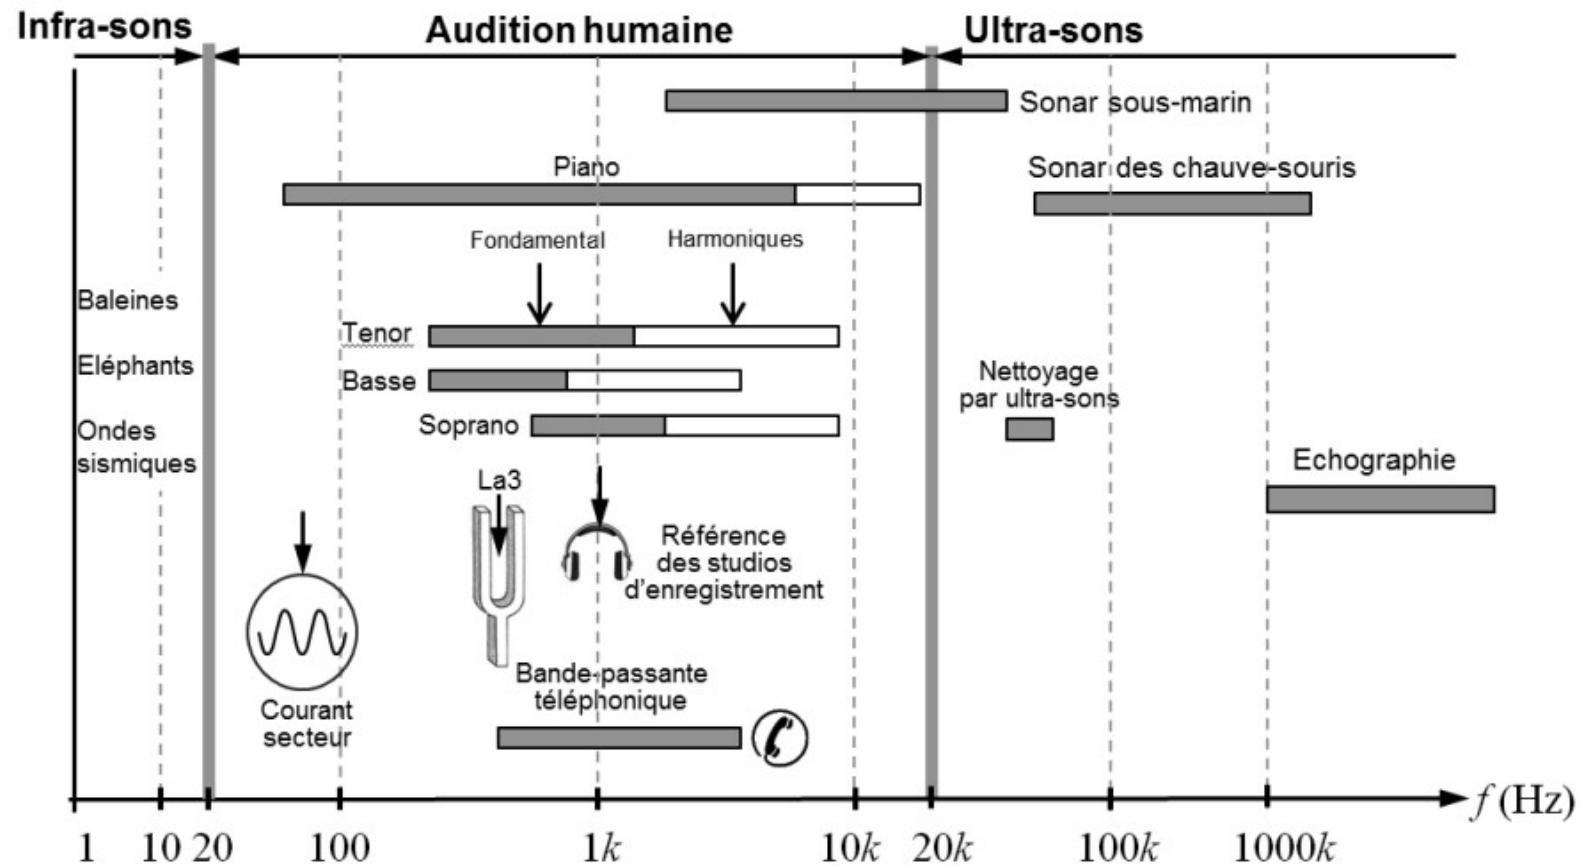 Infra-sons
Audition humaine
Ultra-sons
Sonar sous-marin
Piano
Sonar des chauve-souris
Fondamental
Harmoniques
Baleines
Tenor
Eléphants
Basse
Nettoyage
par ultra-sons
Soprano
Ondes
sismiques
Echographie
La3
Référence
des studios
d'enregistrement
Bande-passante
téléphonique
Courant
secteur
f (Hz)
1
10
20
100
1k
10k
20k
100k
1000k